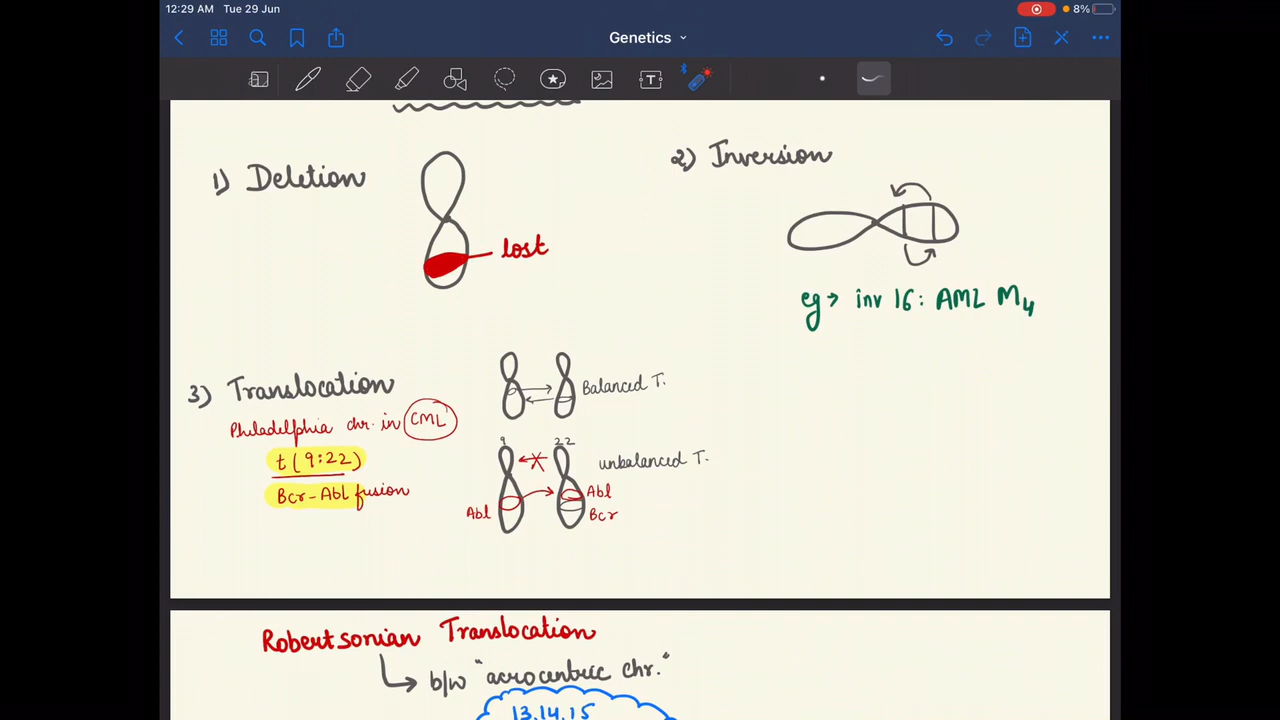 12:29 AM Tue 29 Jun
8%
Genetics
1) Deletion
lost
2) Inversion
eg → inv 16: AML M4
3) Translocation
Philadelphia chr. in CML
t(9:22)
Bcr-Abl fusion
Balanced T.
9 22
unbalanced T.
Abl
Abl
Bcr
Robertsonian Translocation
b/w "acrocentric chr."
13.14.15